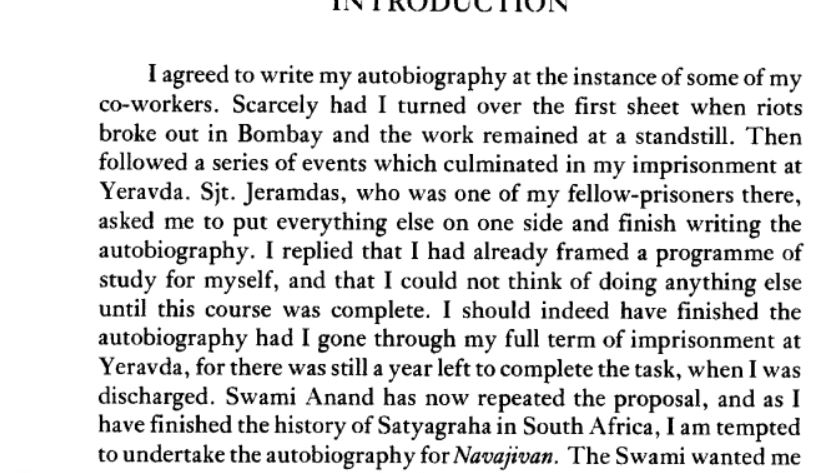 INTRODUCTION
I agreed to write my autobiography at the instance of some of my
co-workers. Scarcely had I turned over the first sheet when riots
broke out in Bombay and the work remained at a standstill. Then
followed a series of events which culminated in my imprisonment at
Yeravda. Sjt. Jeramdas, who was one of my fellow-prisoners there,
asked me to put everything else on one side and finish writing the
autobiography. I replied that I had already framed a programme of
study for myself, and that I could not think of doing anything else
until this course was complete. I should indeed have finished the
autobiography had I gone through my full term of imprisonment at
Yeravda, for there was still a year left to complete the task, when I was
discharged. Swami Anand has now repeated the proposal, and as I
have finished the history of Satyagraha in South Africa, I am tempted
to undertake the autobiography for Navajivan. The Swami wanted me